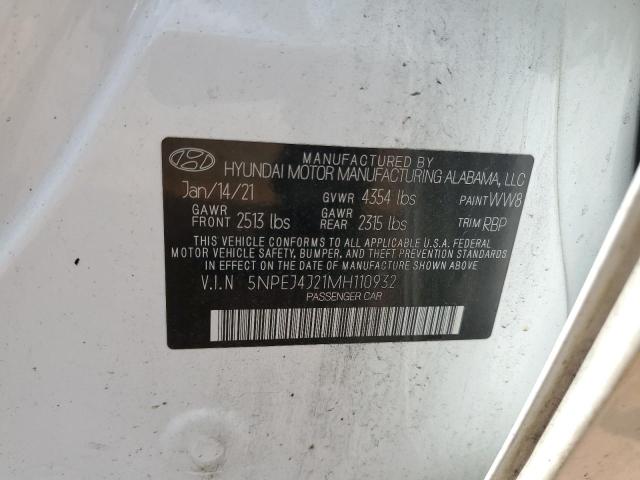 MANUFACTURED BY
HYUNDAI MOTOR MANUFACTURING ALABAMA, LLC
Jan/14/21 GVWR 4354 lbs PAINT WW8
GAWR FRONT 2513 lbs GAWR REAR 2315 lbs TRIM RBP
THIS VEHICLE CONFORMS TO ALL APPLICABLE U.S.A. FEDERAL
MOTOR VEHICLE SAFETY, BUMPER, AND THEFT PREVENTION
STANDARDS IN EFFECT ON THE DATE OF MANUFACTURE SHOWN ABOVE.
V.I.N 5NPEJ4J21MH110932
PASSENGER CAR